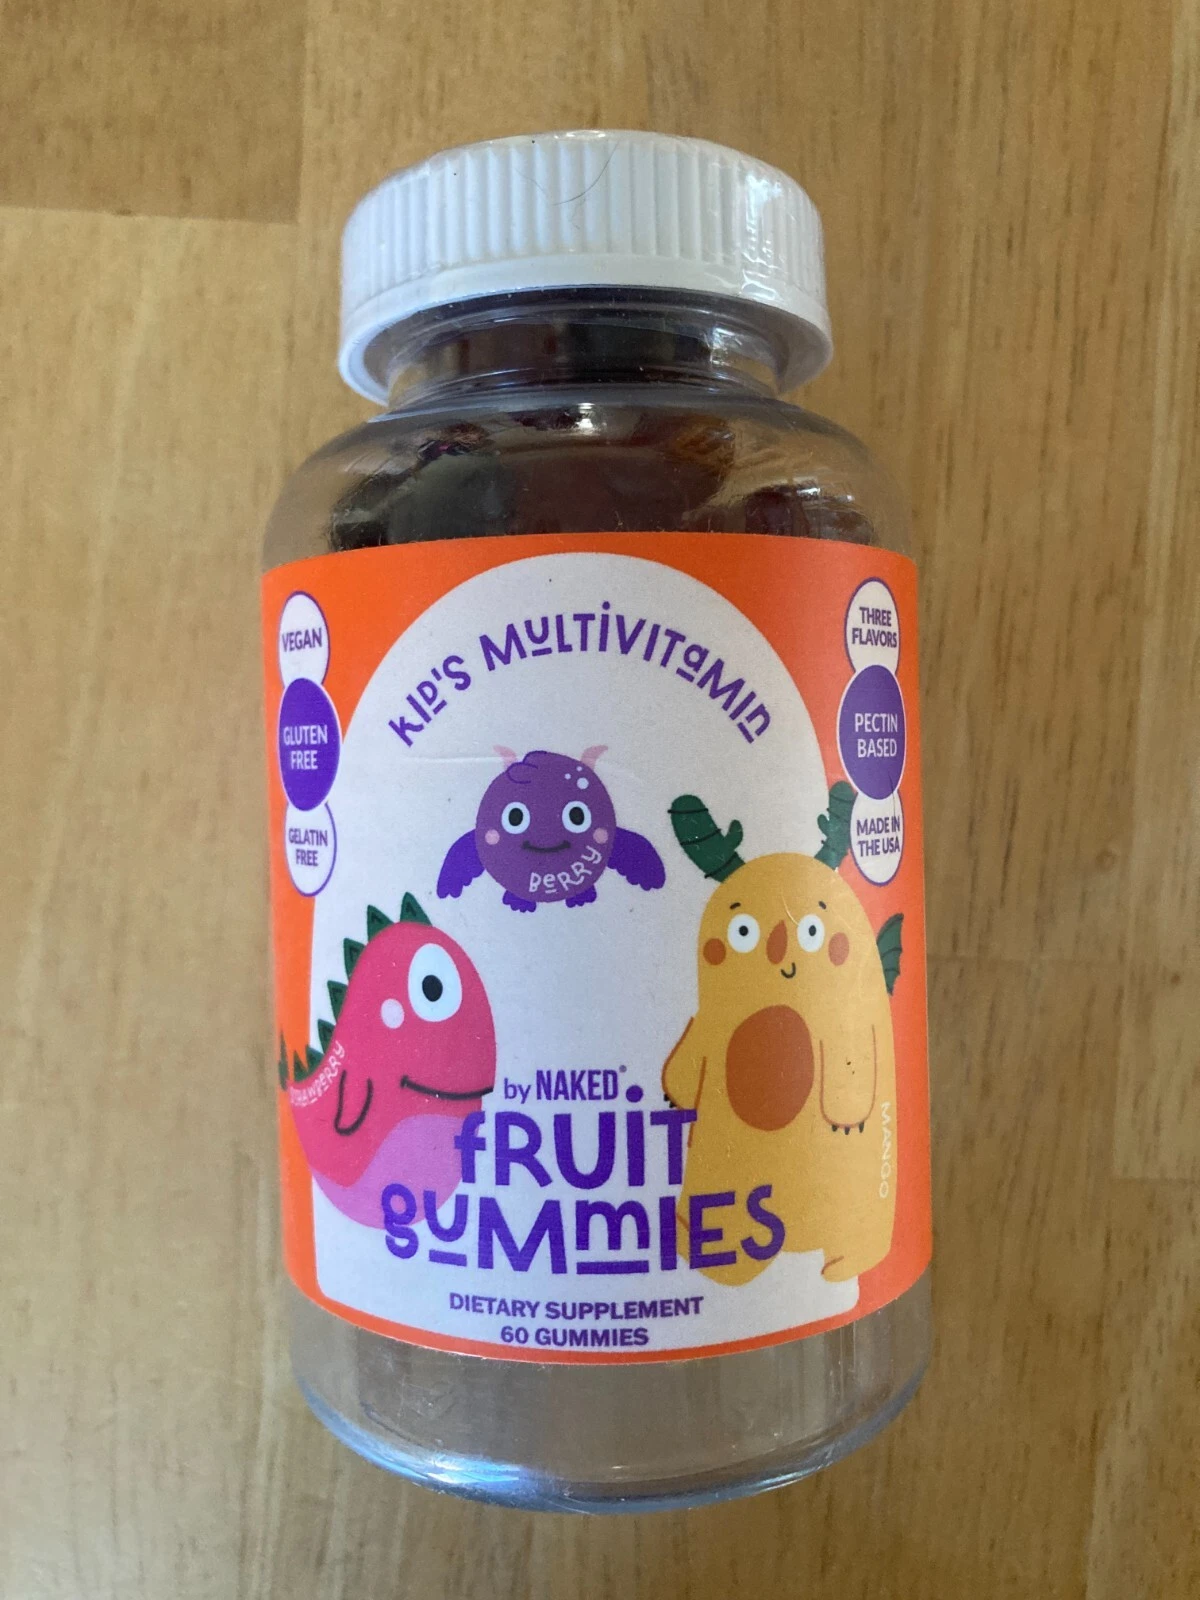 KID'S MULTIVITAMIN
VEGAN
GLUTEN
FREE
GELATIN
FREE
THREE
FLAVORS
PECTIN
BASED
MADE IN
THE USA
BERRY
STRAWBERRY
MANGO
by NAKED®
fRUiT
guMmIES
DIETARY SUPPLEMENT
60 GUMMIES